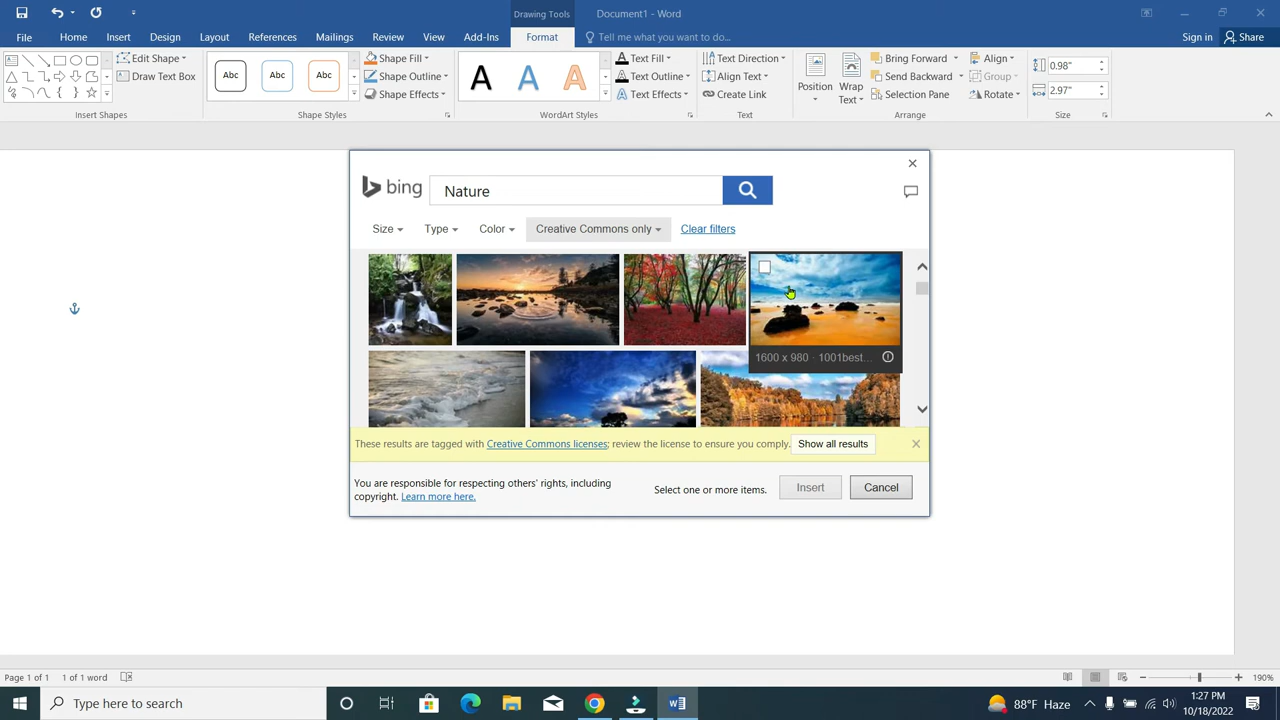 Drawing Tools
Document1 - Word
File Home Insert Design Layout References Mailings Review View Add-Ins Format Tell me what you want to do... Sign in Share
Edit Shape
Draw Text Box
Insert Shapes
Abc Abc Abc
Shape Fill
Shape Outline
Shape Effects
Shape Styles
A A A
Text Fill
Text Outline
Text Effects
WordArt Styles
Text Direction
Align Text
Create Link
Text
Position
Wrap
Text
Bring Forward
Send Backward
Selection Pane
Align
Group
Rotate
Arrange
0.98"
2.97"
Size
bing
Nature
Size Type Color Creative Commons only Clear filters
1600 x 980 · 1001best...
These results are tagged with Creative Commons licenses; review the license to ensure you comply. Show all results
You are responsible for respecting others' rights, including
copyright. Learn more here.
Select one or more items.
Insert Cancel
Page 1 of 1 1 of 1 word
190%
Type here to search
88°F Haze
1:27 PM
10/18/2022